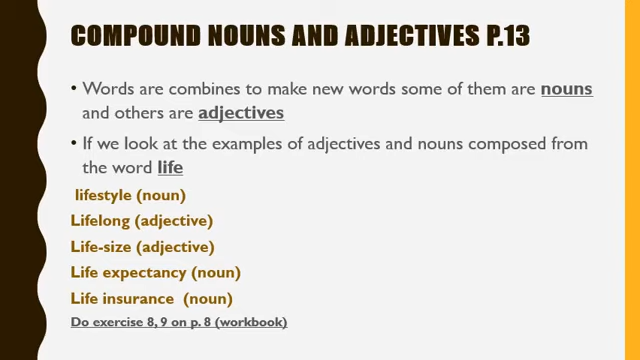 COMPOUND NOUNS AND ADJECTIVES P.13
• Words are combines to make new words some of them are nouns
and others are adjectives
• If we look at the examples of adjectives and nouns composed from
the word life
lifestyle (noun)
Lifelong (adjective)
Life-size (adjective)
Life expectancy (noun)
Life insurance (noun)
Do exercise 8, 9 on p. 8 (workbook)